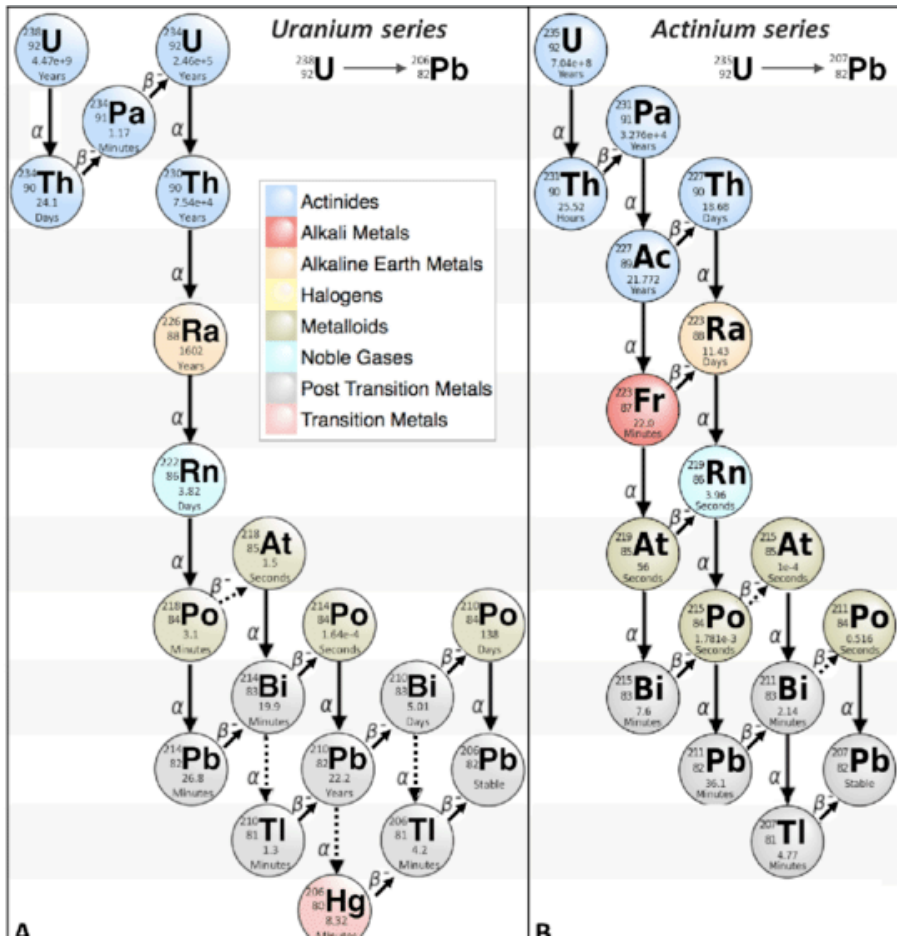 Uranium series
238 92 U → 206 82 Pb
238 92 U 4.47e+9 Years
234 92 U 2.46e+5 Years
β⁻
234 91 Pa 1.17 Minutes
α
α
β⁻
234 90 Th 24.1 Days
230 90 Th 7.54e+4 Years
α
226 88 Ra 1602 Years
α
222 86 Rn 3.82 Days
α
218 85 At 1.5 Seconds
β⁻
218 84 Po 3.1 Minutes
α
214 84 Po 1.64e-4 Seconds
210 84 Po 138 Days
β⁻
β⁻
α
214 83 Bi 19.9 Minutes
α
210 83 Bi 5.01 Days
α
β⁻
β⁻
214 82 Pb 26.8 Minutes
α
210 82 Pb 22.2 Years
α
206 82 Pb Stable
β⁻
β⁻
210 81 Tl 1.3 Minutes
α
206 81 Tl 4.2 Minutes
β⁻
206 80 Hg 8.32 Minutes
A
Actinides
Alkali Metals
Alkaline Earth Metals
Halogens
Metalloids
Noble Gases
Post Transition Metals
Transition Metals
Actinium series
235 92 U → 207 82 Pb
235 92 U 7.04e+8 Years
α
231 91 Pa 3.276e+4 Years
β⁻
231 90 Th 25.52 Hours
α
227 90 Th 18.68 Days
β⁻
227 89 Ac 21.772 Years
α
α
223 88 Ra 11.43 Days
β⁻
223 87 Fr 22.0 Minutes
α
α
219 86 Rn 3.96 Seconds
β⁻
219 85 At 56 Seconds
α
215 85 At 1e-4 Seconds
β⁻
α
215 84 Po 1.781e-3 Seconds
211 84 Po 0.516 Seconds
β⁻
α
β⁻
215 83 Bi 7.6 Minutes
α
211 83 Bi 2.14 Minutes
α
β⁻
211 82 Pb 36.1 Minutes
α
207 82 Pb Stable
β⁻
207 81 Tl 4.77 Minutes
B